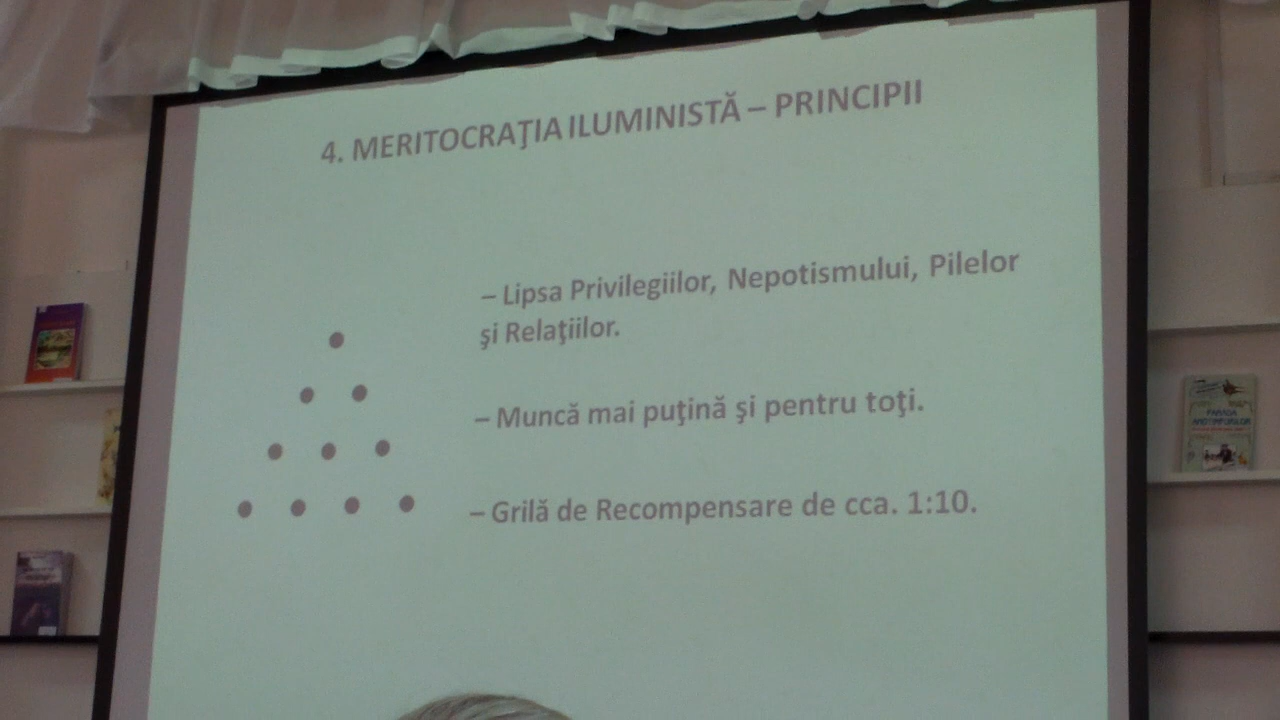 4. MERITOCRAŢIA ILUMINISTĂ – PRINCIPII
– Lipsa Privilegiilor, Nepotismului, Pilelor
şi Relaţiilor.
– Muncă mai puţină şi pentru toţi.
– Grilă de Recompensare de cca. 1:10.
PARADA